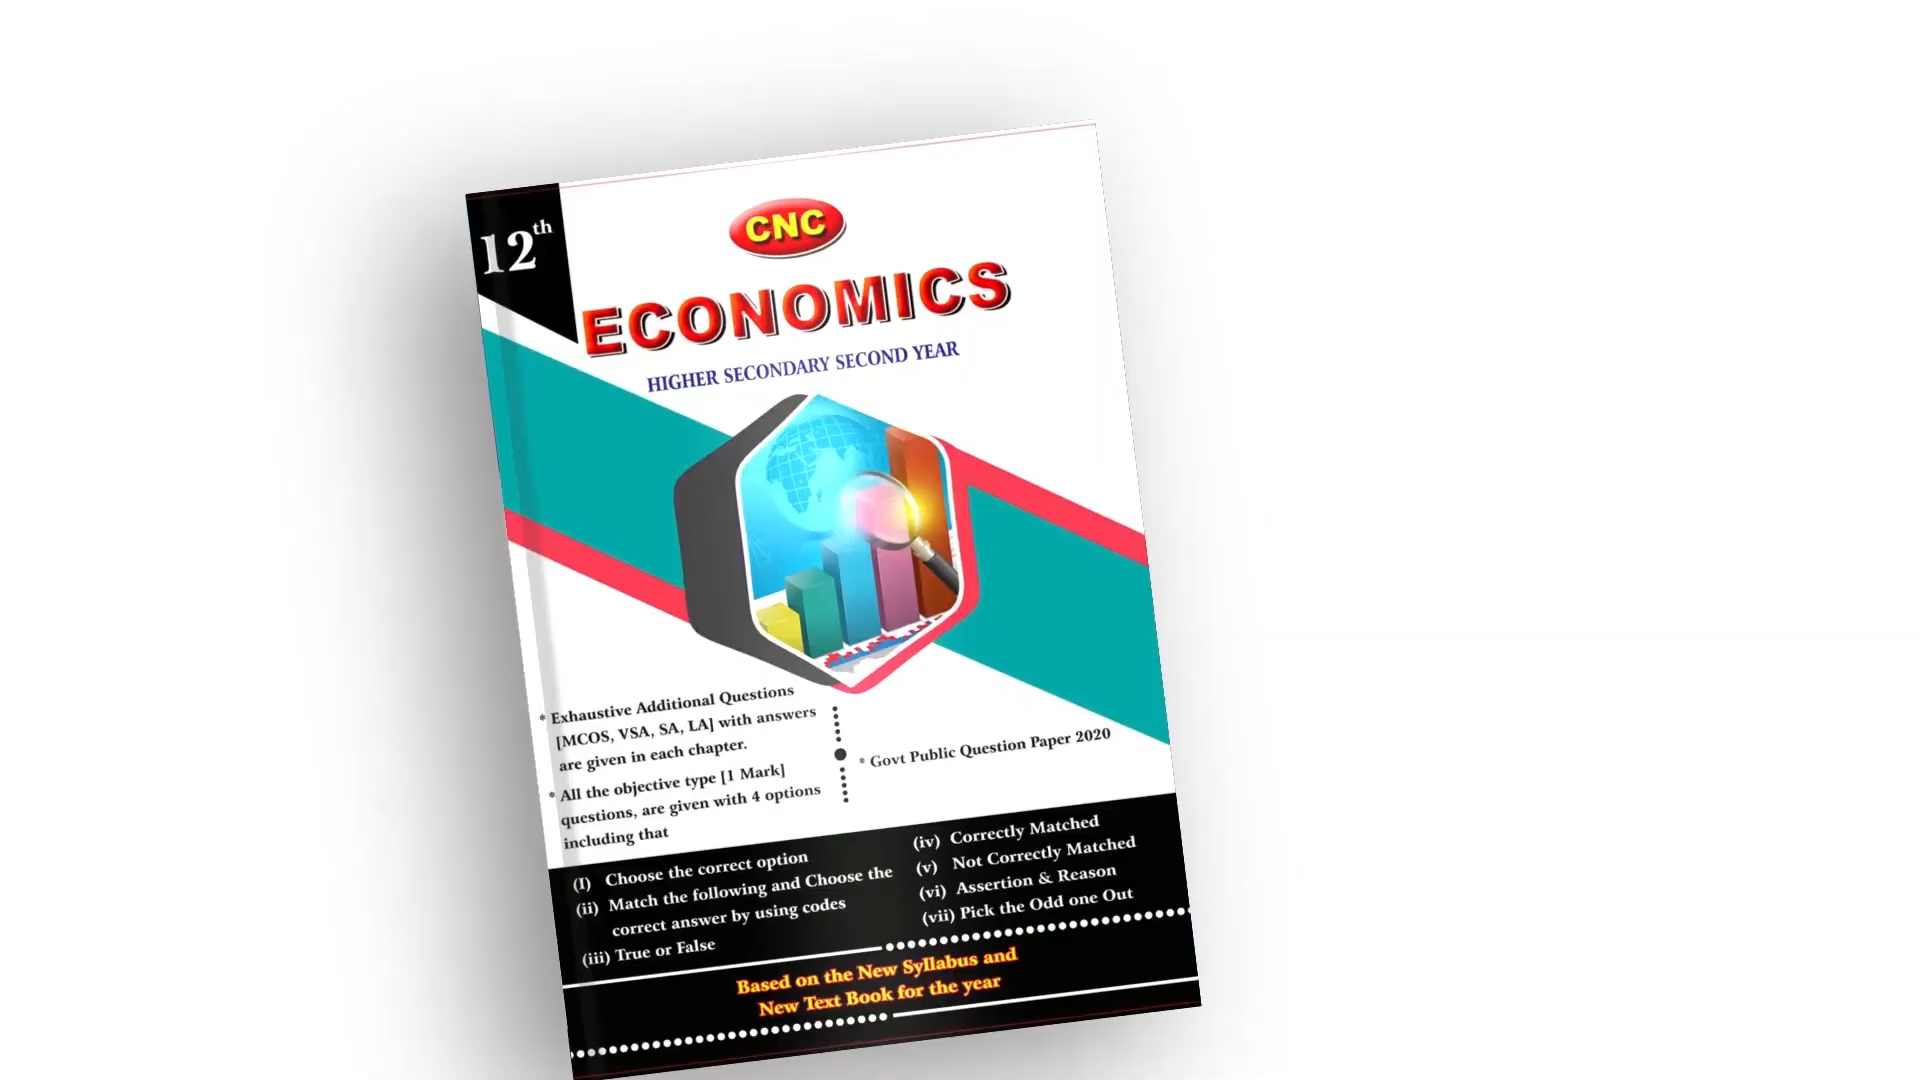 12th
CNC
ECONOMICS
HIGHER SECONDARY SECOND YEAR
* Exhaustive Additional Questions
[MCOS, VSA, SA, LA] with answers
are given in each chapter.
* All the objective type [1 Mark]
questions, are given with 4 options
including that
* Govt Public Question Paper 2020
(I) Choose the correct option
(ii) Match the following and Choose the
correct answer by using codes
(iii) True or False
(iv) Correctly Matched
(v) Not Correctly Matched
(vi) Assertion & Reason
(vii) Pick the Odd one Out
Based on the New Syllabus and
New Text Book for the year